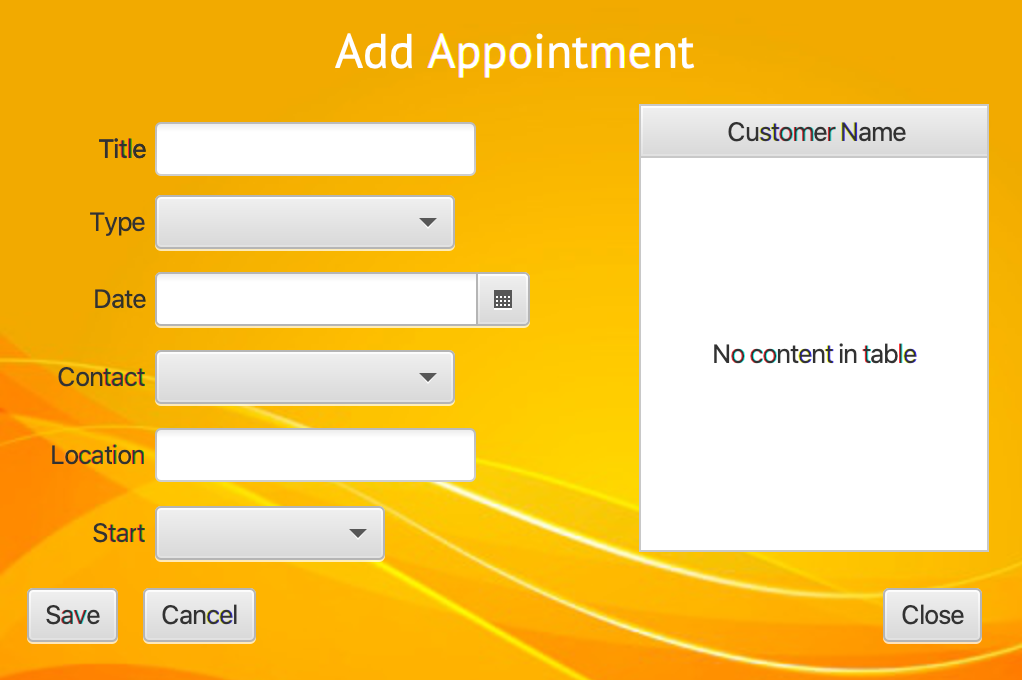 Add Appointment
Title
Type
Date
Contact
Location
Start
Customer Name
No content in table
Save
Cancel
Close